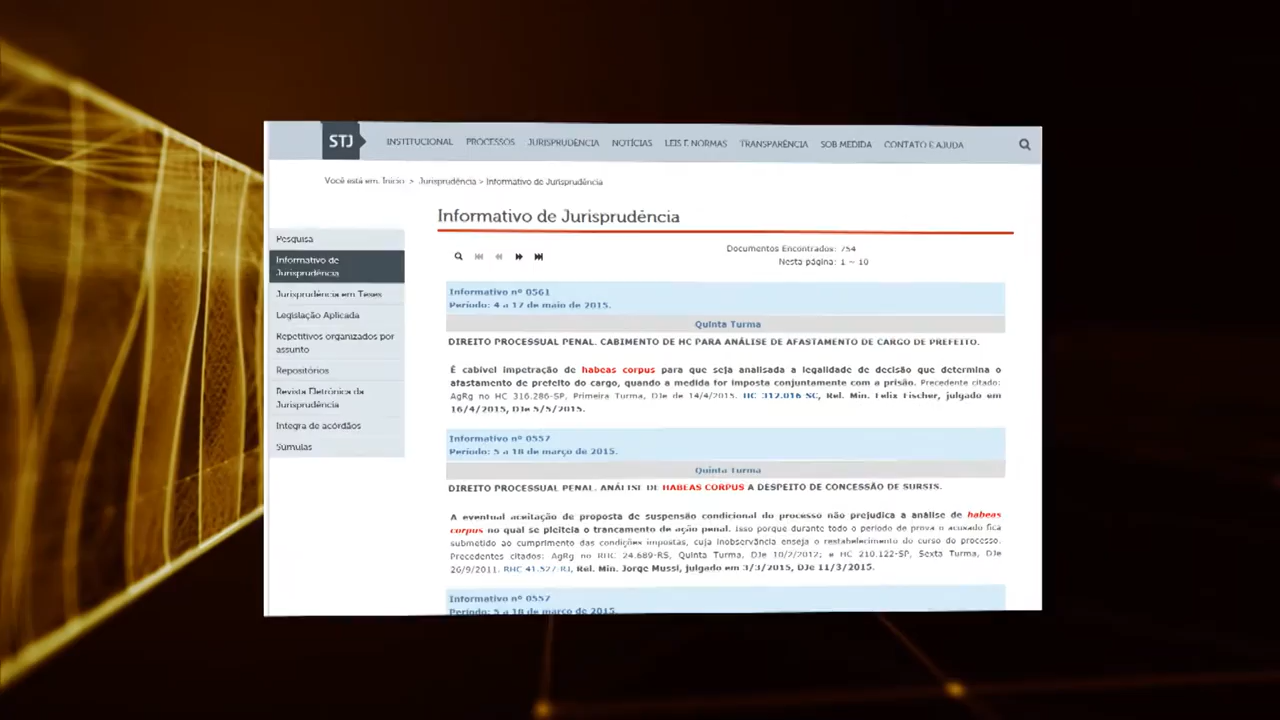 STJ INSTITUCIONAL PROCESSOS JURISPRUDÊNCIA NOTÍCIAS LEIS E NORMAS TRANSPARÊNCIA SOB MEDIDA CONTATO E AJUDA
Você está em: Início > Jurisprudência > Informativo de Jurisprudência
Informativo de Jurisprudência
Pesquisa
Informativo de
Jurisprudência
Jurisprudência em Teses
Legislação Aplicada
Repetitivos organizados por
assunto
Repositórios
Revista Eletrônica da
Jurisprudência
Íntegra de acórdãos
Súmulas
Documentos Encontrados: 754
Nesta página: 1 - 10
Informativo nº 0561
Período: 4 a 17 de maio de 2015.
Quinta Turma
DIREITO PROCESSUAL PENAL. CABIMENTO DE HC PARA ANÁLISE DE AFASTAMENTO DE CARGO DE PREFEITO.
É cabível impetração de habeas corpus para que seja analisada a legalidade de decisão que determina o
afastamento de prefeito do cargo, quando a medida for imposta conjuntamente com a prisão. Precedente citado:
AgRg no HC 316.286-SP, Primeira Turma, DJe de 14/4/2015. HC 312.016-SC, Rel. Min. Felix Fischer, julgado em
16/4/2015, DJe 5/5/2015.
Informativo nº 0557
Período: 5 a 18 de março de 2015.
Quinta Turma
DIREITO PROCESSUAL PENAL. ANÁLISE DE HABEAS CORPUS A DESPEITO DE CONCESSÃO DE SURSIS.
A eventual aceitação de proposta de suspensão condicional do processo não prejudica a análise de habeas
corpus no qual se pleiteia o trancamento de ação penal. Isso porque durante todo o período de prova o acusado fica
submetido ao cumprimento das condições impostas, cuja inobservância enseja o restabelecimento do curso do processo.
Precedentes citados: AgRg no RHC 24.689-RS, Quinta Turma, DJe 10/2/2012; e HC 210.122-SP, Sexta Turma, DJe
26/9/2011. RHC 41.527-RJ, Rel. Min. Jorge Mussi, julgado em 3/3/2015, DJe 11/3/2015.
Informativo nº 0557
Período: 5 a 18 de março de 2015.